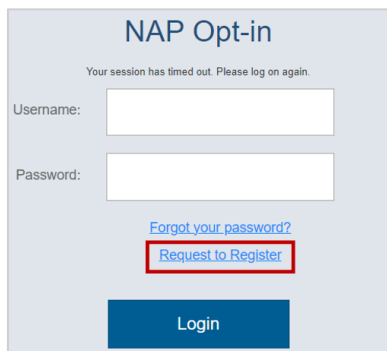 NAP Opt-in
Your session has timed out. Please log on again.
Username:
Password:
Forgot your password?
Request to Register
Login